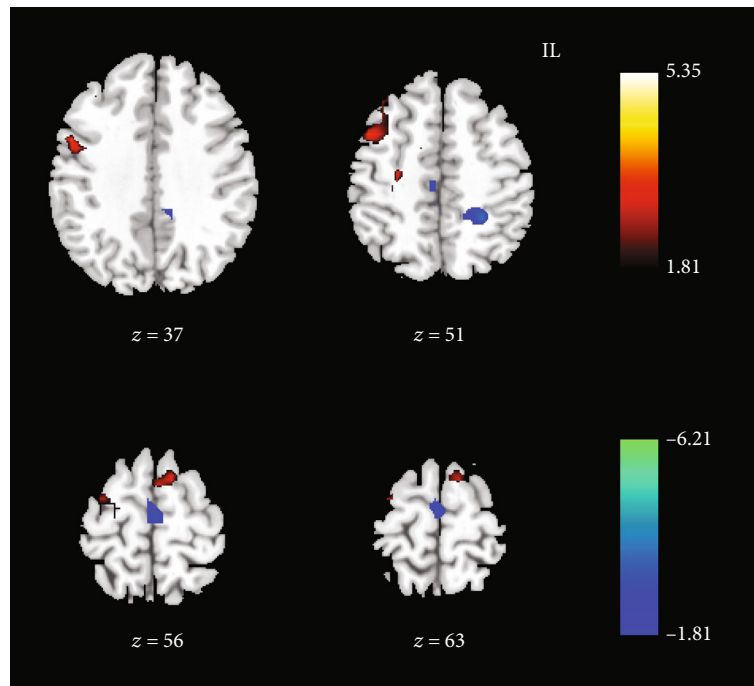 IL
5.35
1.81
z = 37
z = 51
−6.21
−1.81
z = 56
z = 63